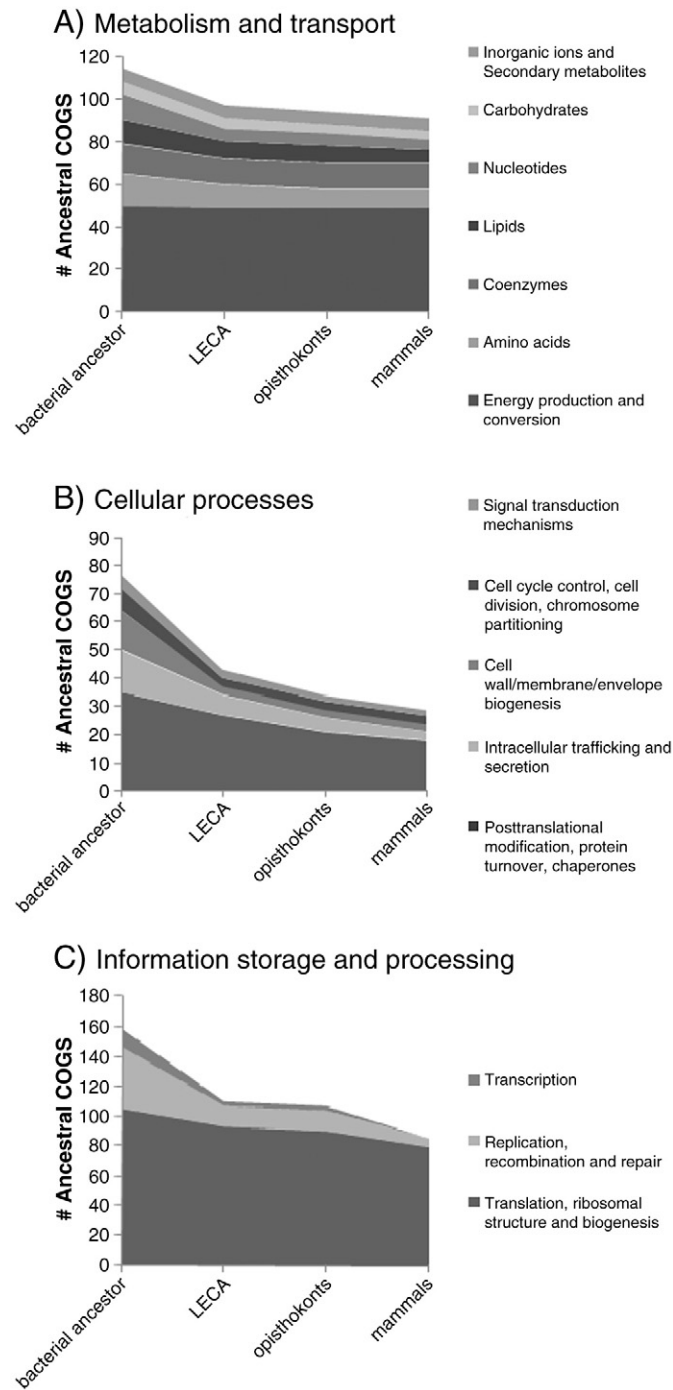 A) Metabolism and transport
# Ancestral COGS
120
100
80
60
40
20
0
bacterial ancestor
LECA
opisthokonts
mammals
Inorganic ions and
Secondary metabolites
Carbohydrates
Nucleotides
Lipids
Coenzymes
Amino acids
Energy production and
conversion
B) Cellular processes
# Ancestral COGS
90
80
70
60
50
40
30
20
10
0
bacterial ancestor
LECA
opisthokonts
mammals
Signal transduction
mechanisms
Cell cycle control, cell
division, chromosome
partitioning
Cell
wall/membrane/envelope
biogenesis
Intracellular trafficking and
secretion
Posttranslational
modification, protein
turnover, chaperones
C) Information storage and processing
# Ancestral COGS
180
160
140
120
100
80
60
40
20
0
bacterial ancestor
LECA
opisthokonts
mammals
Transcription
Replication,
recombination and repair
Translation, ribosomal
structure and biogenesis